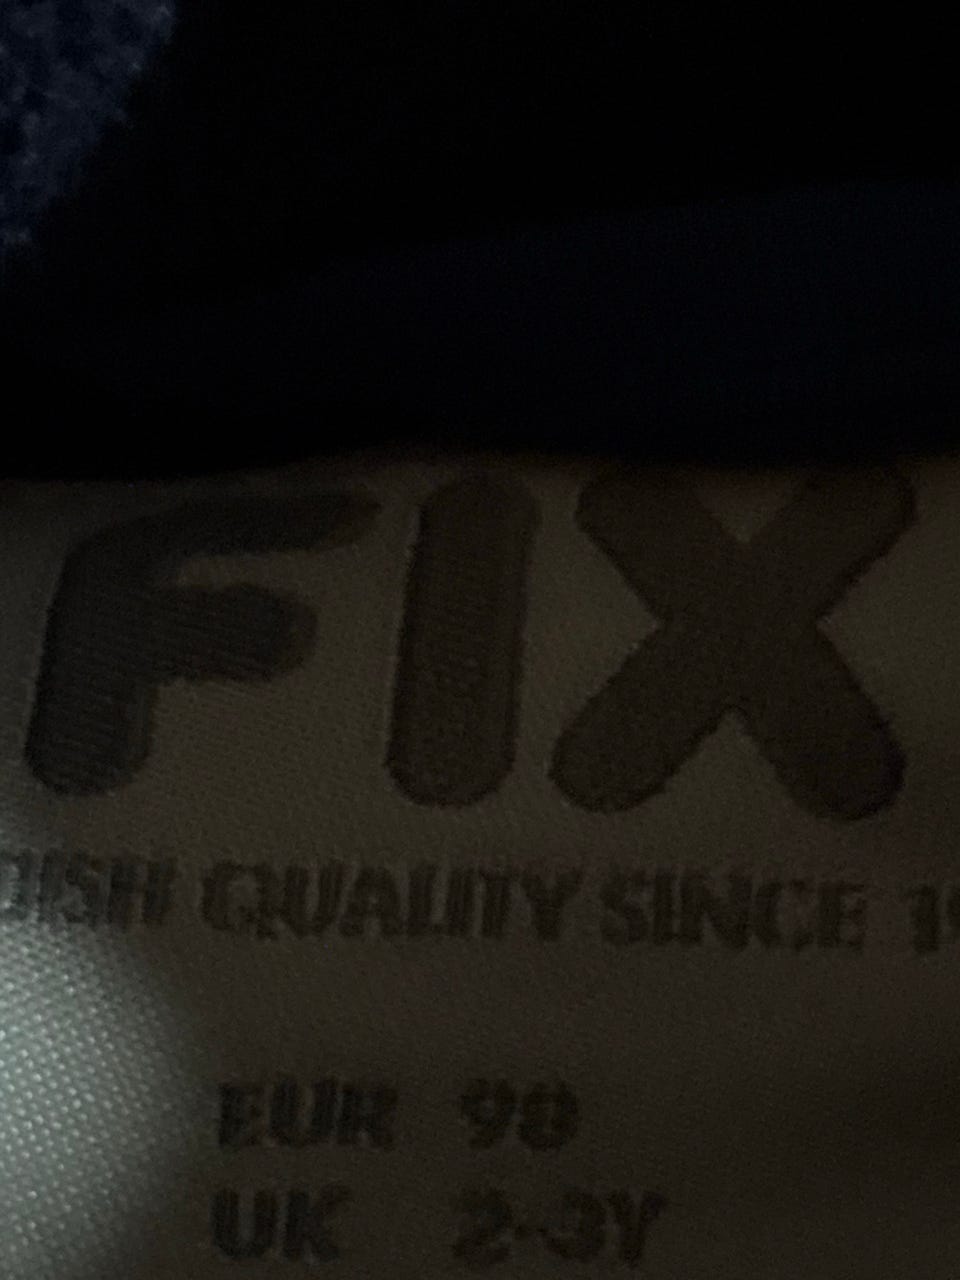 FIX
QUALITY SINCE
EUR 98
UK 2-3Y